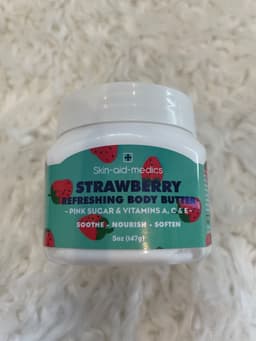 Skin-aid-medics
STRAWBERRY
REFRESHING BODY BUTTER
- PINK SUGAR & VITAMINS A, C & E -
SOOTHE - NOURISH - SOFTEN
5oz (147g)